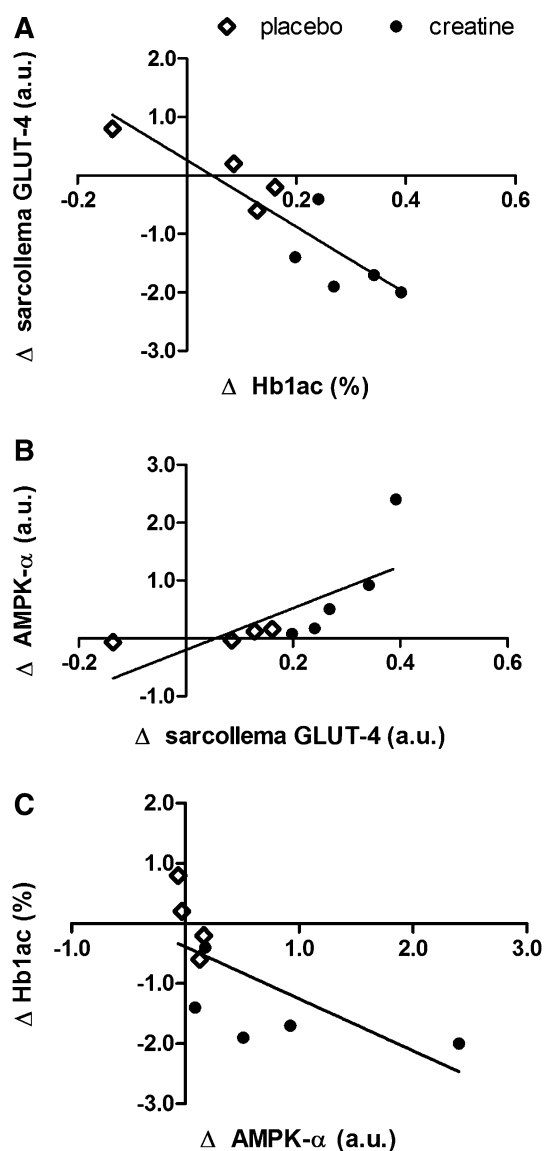 A
placebo creatine
Δ sarcollema GLUT-4 (a.u.)
2.0
1.0
-0.2 0.2 0.4 0.6
-1.0
-2.0
-3.0
Δ Hb1ac (%)
B
Δ AMPK-α (a.u.)
3.0
2.0
1.0
-0.2 0.2 0.4 0.6
-1.0
Δ sarcollema GLUT-4 (a.u.)
C
Δ Hb1ac (%)
2.0
1.0
-1.0 1.0 2.0 3.0
-1.0
-2.0
-3.0
Δ AMPK-α (a.u.)